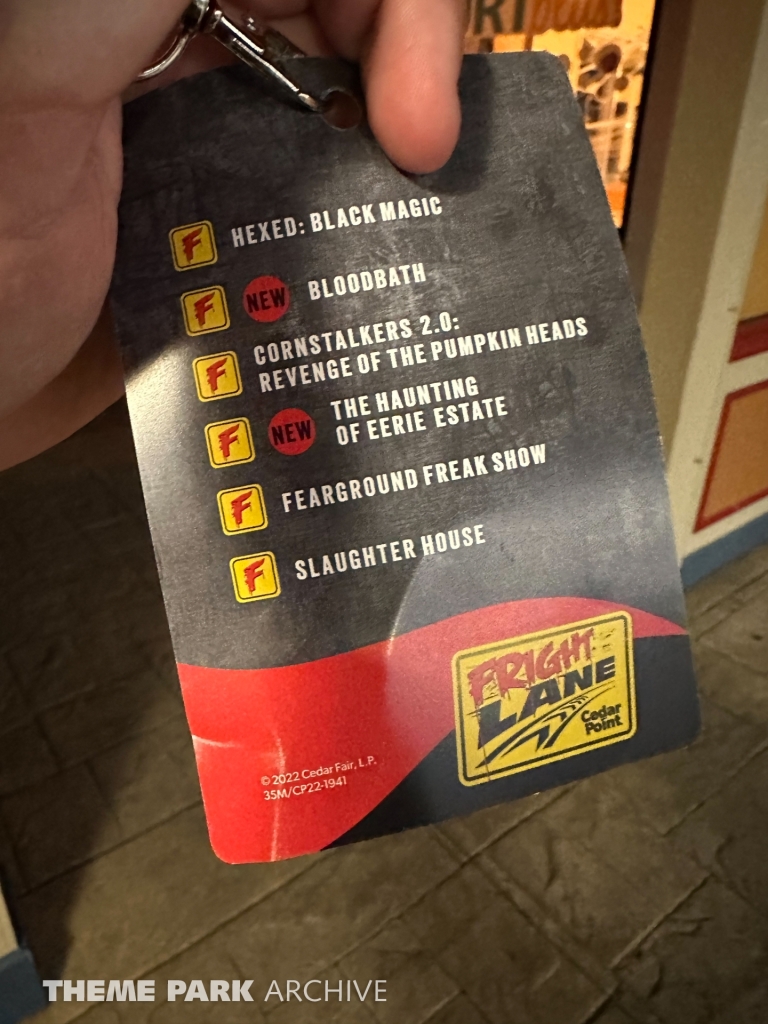 F HEXED: BLACK MAGIC
F NEW BLOODBATH
F CORNSTALKERS 2.0:
REVENGE OF THE PUMPKIN HEADS
F NEW THE HAUNTING
OF EERIE ESTATE
F FEARGROUND FREAK SHOW
F SLAUGHTER HOUSE
FRIGHT
LANE
Cedar
Point
© 2022 Cedar Fair, L.P.
35M/CP22-1941
THEME PARK ARCHIVE